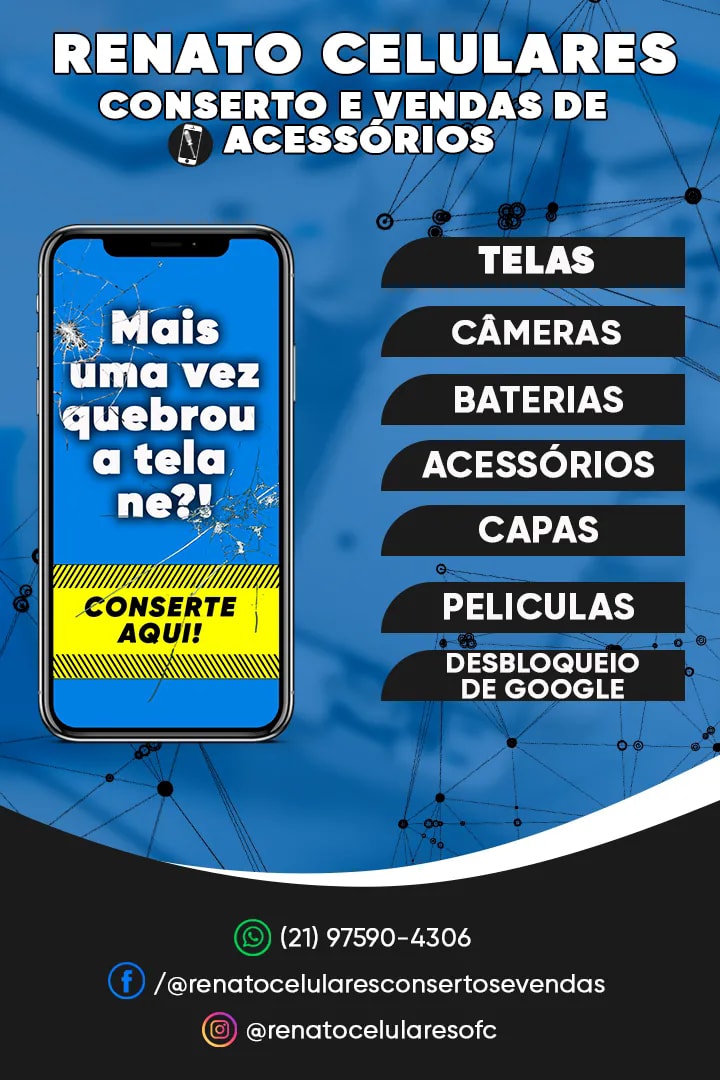 RENATO CELULARES
CONSERTO E VENDAS DE
ACESSÓRIOS
Mais
uma vez
quebrou
a tela
ne?!
CONSERTE
AQUI!
TELAS
CÂMERAS
BATERIAS
ACESSÓRIOS
CAPAS
PELICULAS
DESBLOQUEIO
DE GOOGLE
(21) 97590-4306
/@renatocelularesconsertosevendas
@renatocelularesofc